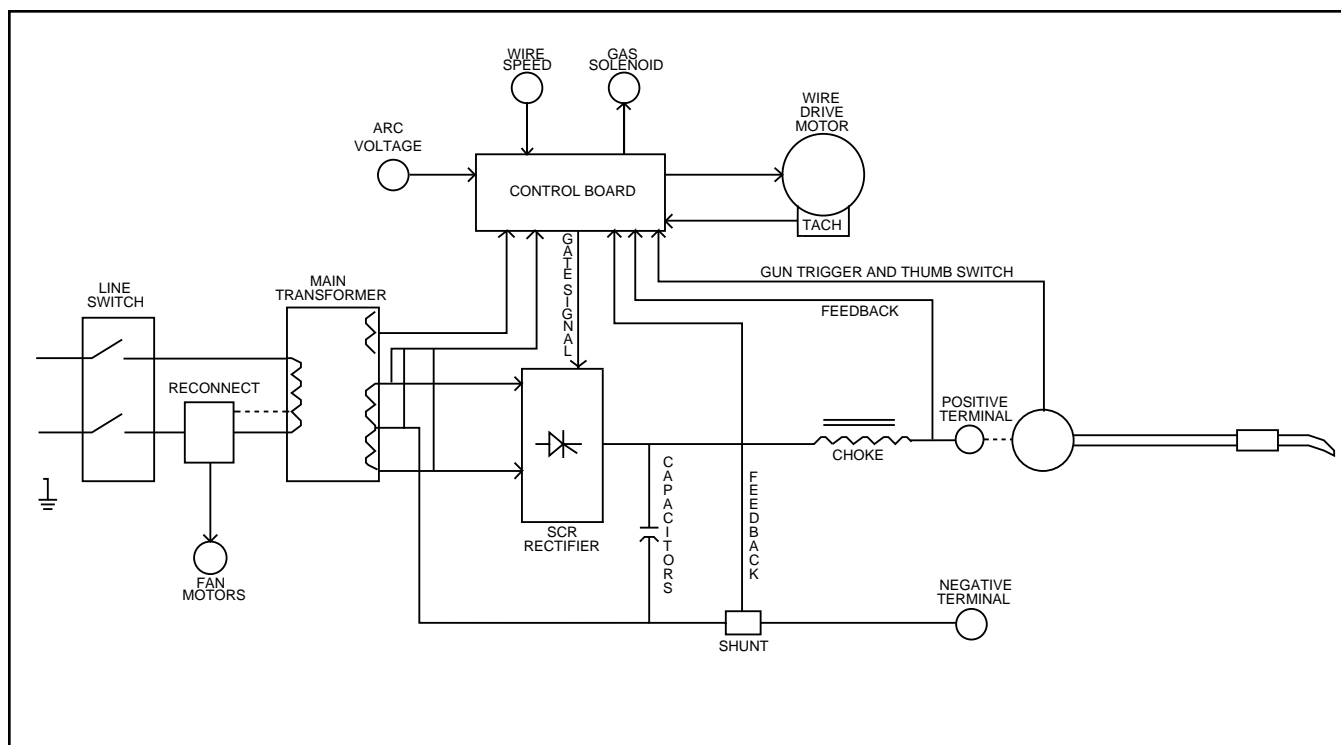 WIRE
SPEED
GAS
SOLENOID
WIRE
DRIVE
MOTOR
ARC
VOLTAGE
CONTROL BOARD
TACH
GATE SIGNAL
GUN TRIGGER AND THUMB SWITCH
FEEDBACK
LINE
SWITCH
MAIN
TRANSFORMER
RECONNECT
POSITIVE
TERMINAL
CHOKE
CAPACITORS
FEEDBACK
SCR
RECTIFIER
FAN
MOTORS
NEGATIVE
TERMINAL
SHUNT